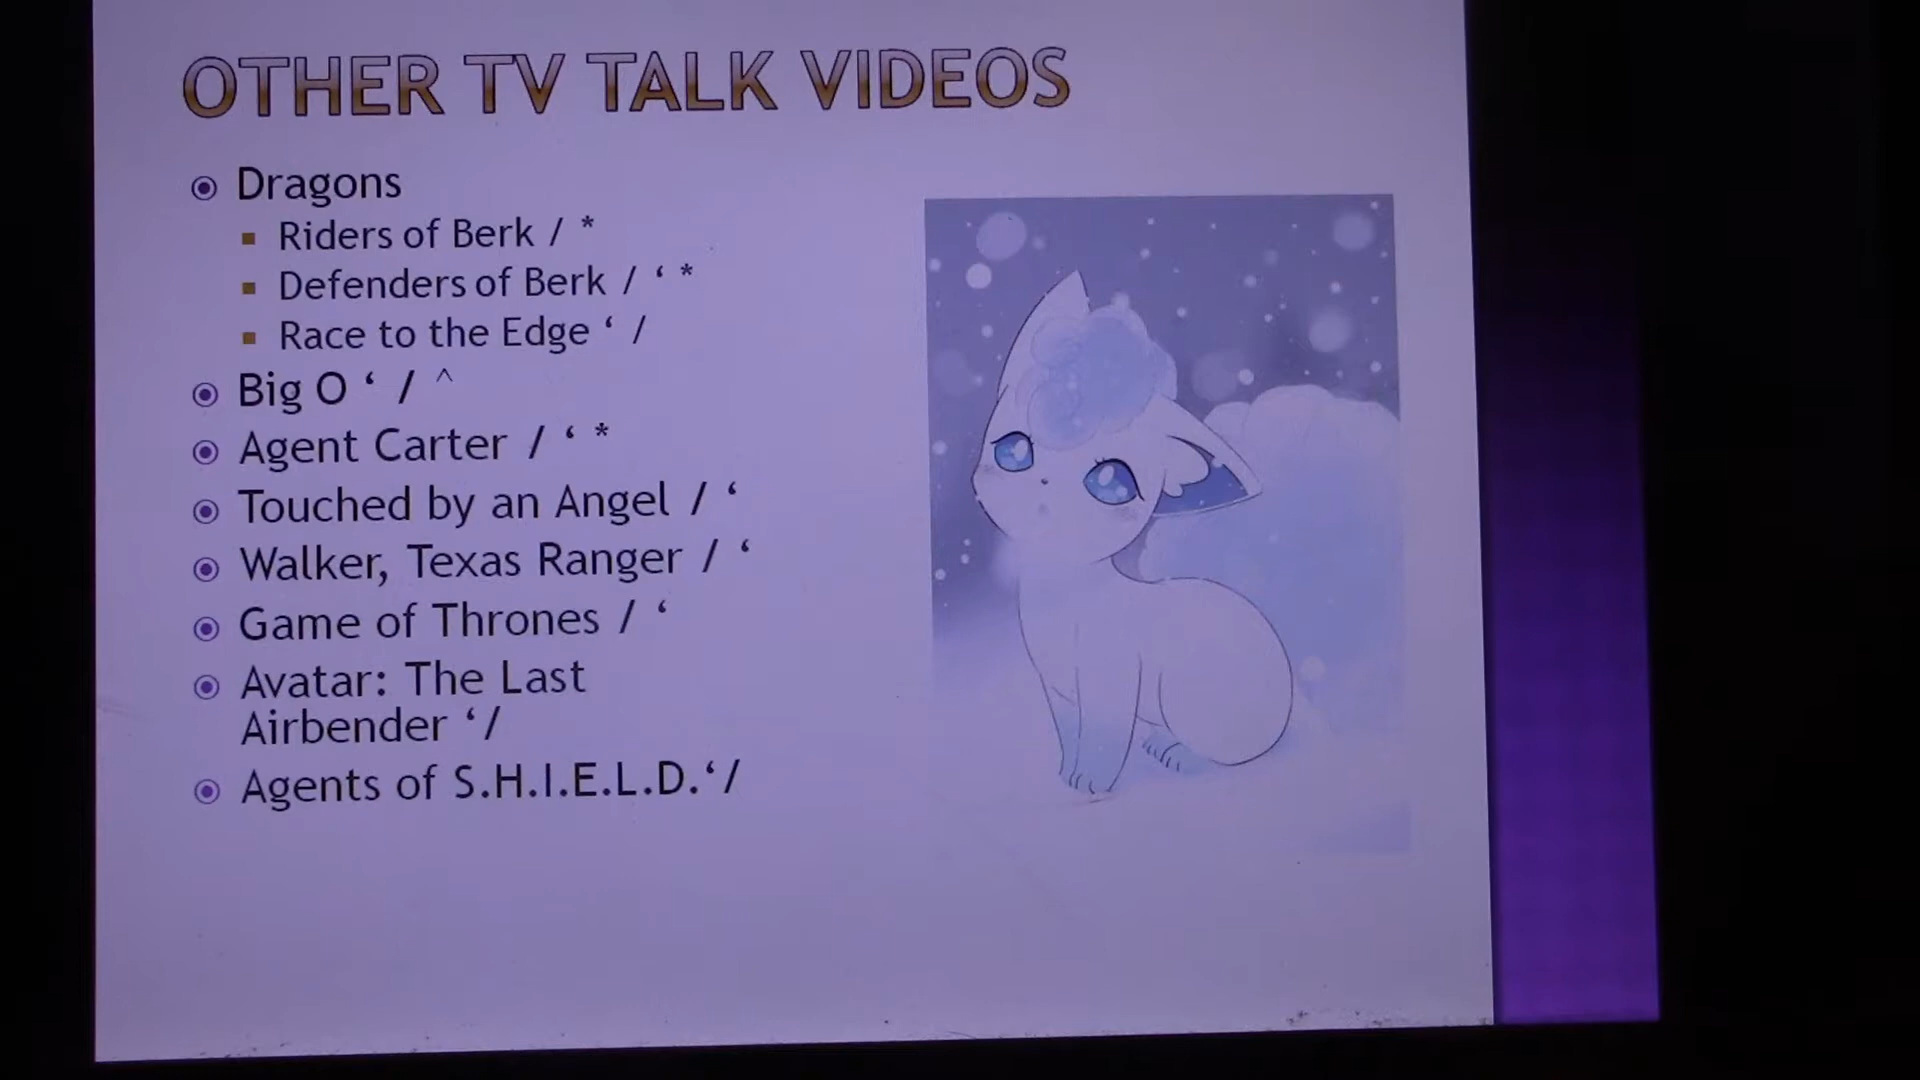 OTHER TV TALK VIDEOS
Dragons
Riders of Berk / *
Defenders of Berk / ‘ *
Race to the Edge ‘ /
Big O ‘ / ^
Agent Carter / ‘ *
Touched by an Angel / ‘
Walker, Texas Ranger / ‘
Game of Thrones / ‘
Avatar: The Last
Airbender ‘/
Agents of S.H.I.E.L.D.‘/